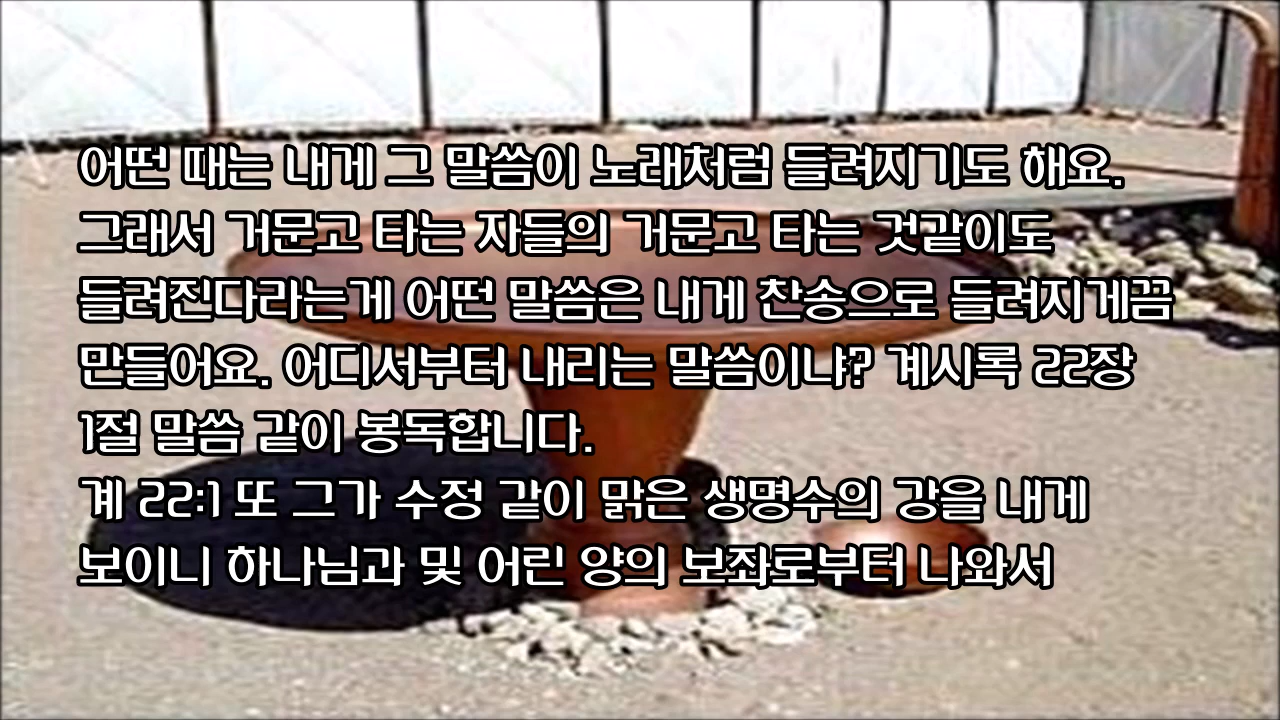 어떤 때는 내게 그 말씀이 노래처럼 들려지기도 해요.
그래서 거문고 타는 자들의 거문고 타는 것같이도
들려진다라는게 어떤 말씀은 내게 찬송으로 들려지게끔
만들어요. 어디서부터 내리는 말씀이냐? 계시록 22장
1절 말씀 같이 봉독합니다.
계 22:1 또 그가 수정 같이 맑은 생명수의 강을 내게
보이니 하나님과 및 어린 양의 보좌로부터 나와서